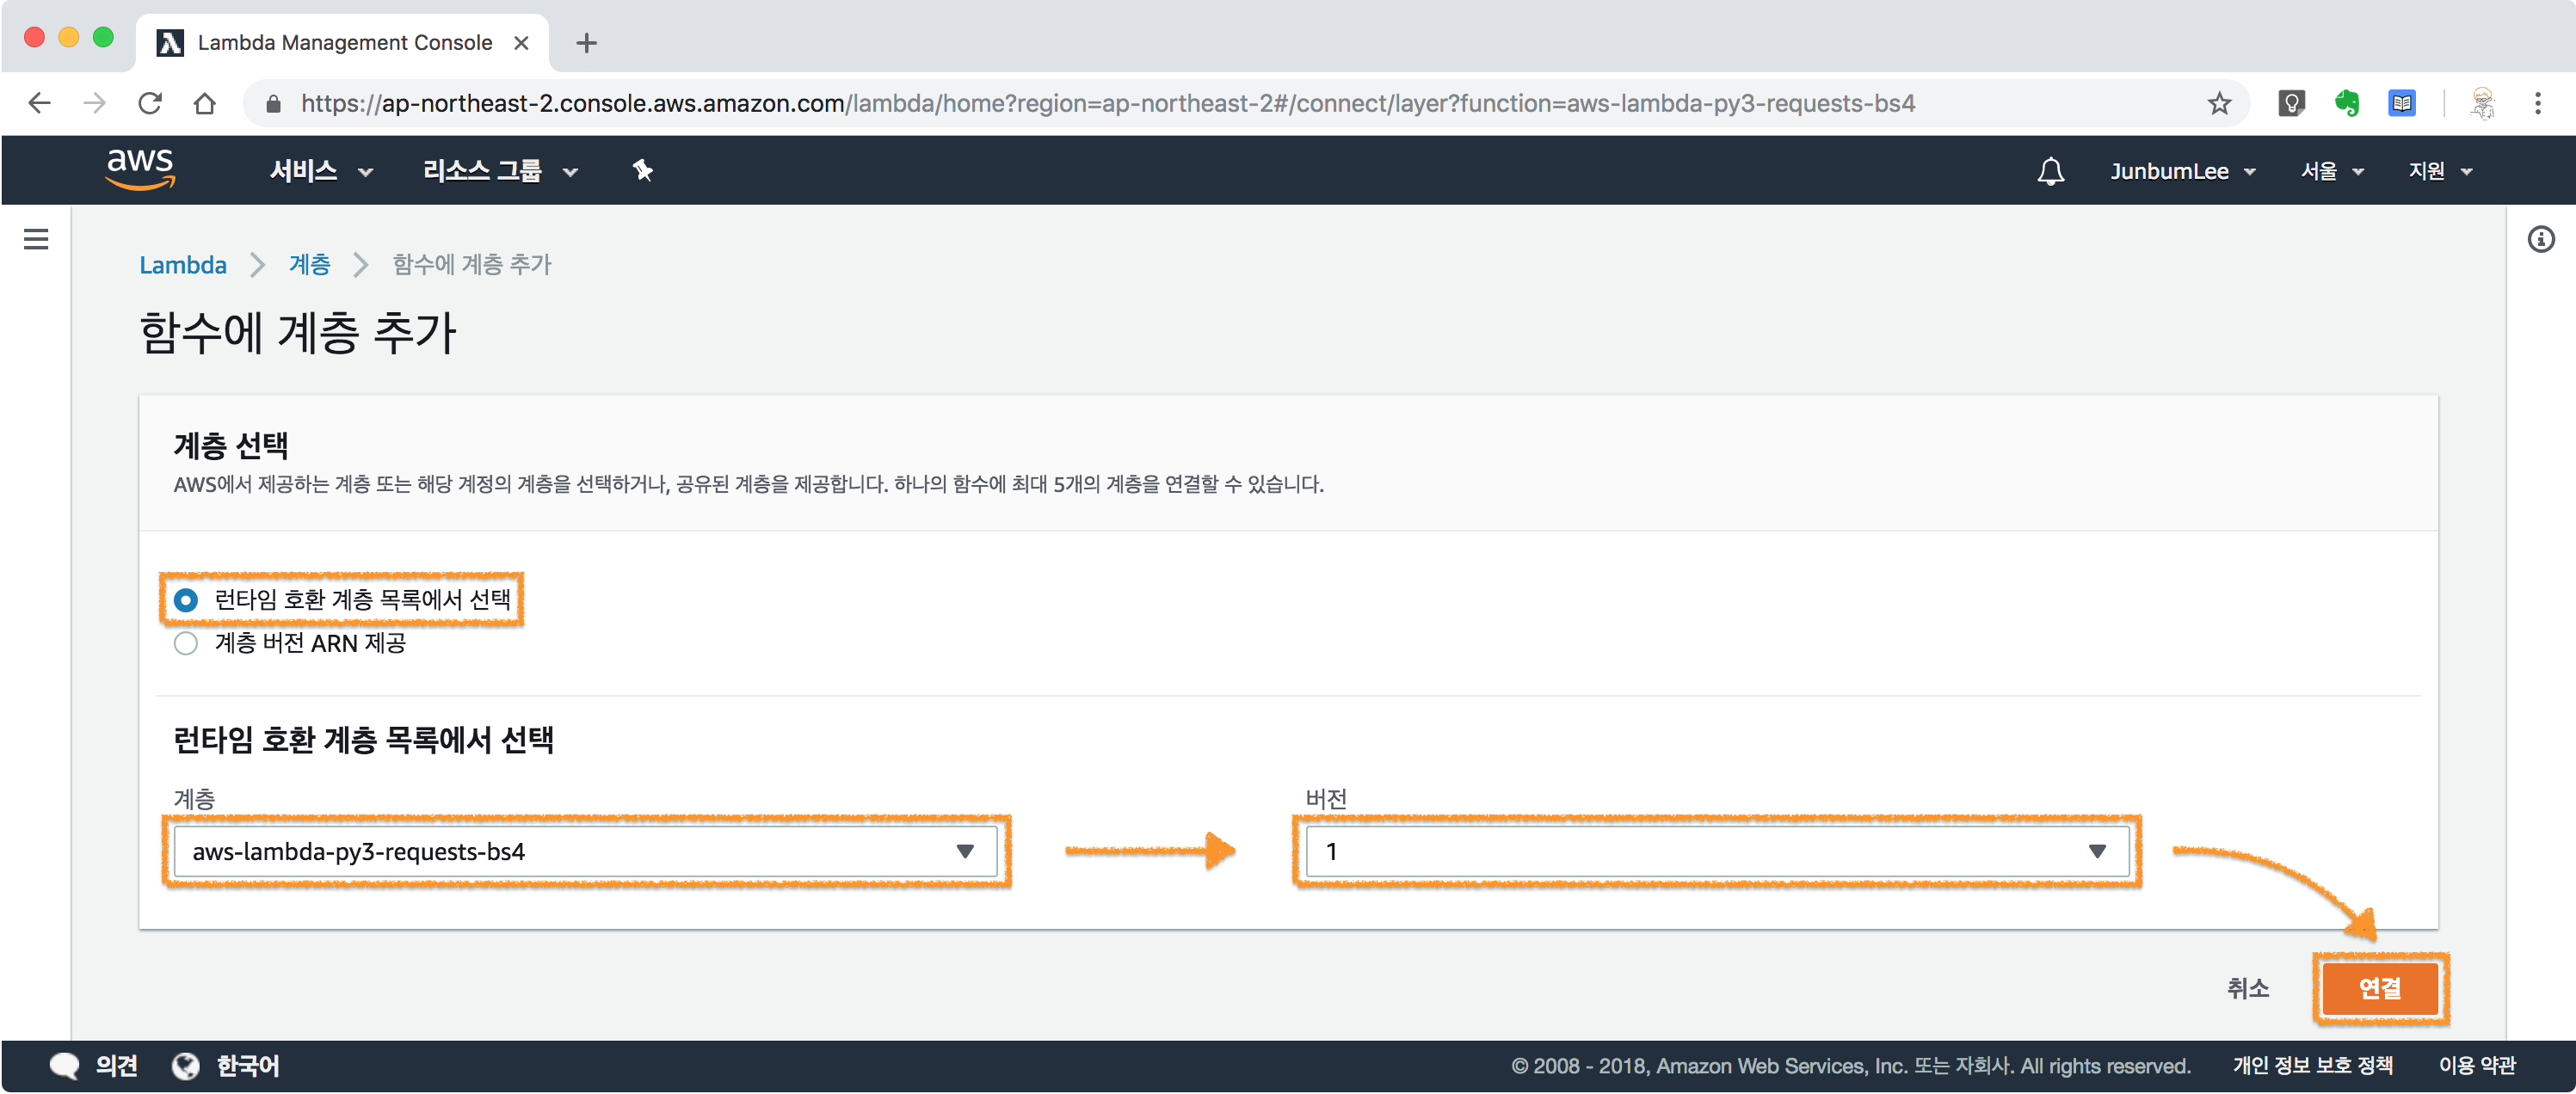 Lambda Management Console
https://ap-northeast-2.console.aws.amazon.com/lambda/home?region=ap-northeast-2#/connect/layer?function=aws-lambda-py3-requests-bs4
aws 서비스 리소스 그룹 JunbumLee 서울 지원
Lambda 계층 함수에 계층 추가
함수에 계층 추가
계층 선택
AWS에서 제공하는 계층 또는 해당 계정의 계층을 선택하거나, 공유된 계층을 제공합니다. 하나의 함수에 최대 5개의 계층을 연결할 수 있습니다.
런타임 호환 계층 목록에서 선택
계층 버전 ARN 제공
런타임 호환 계층 목록에서 선택
계층 버전
aws-lambda-py3-requests-bs4 1
취소 연결
의견 한국어 © 2008 - 2018, Amazon Web Services, Inc. 또는 자회사. All rights reserved. 개인 정보 보호 정책 이용 약관